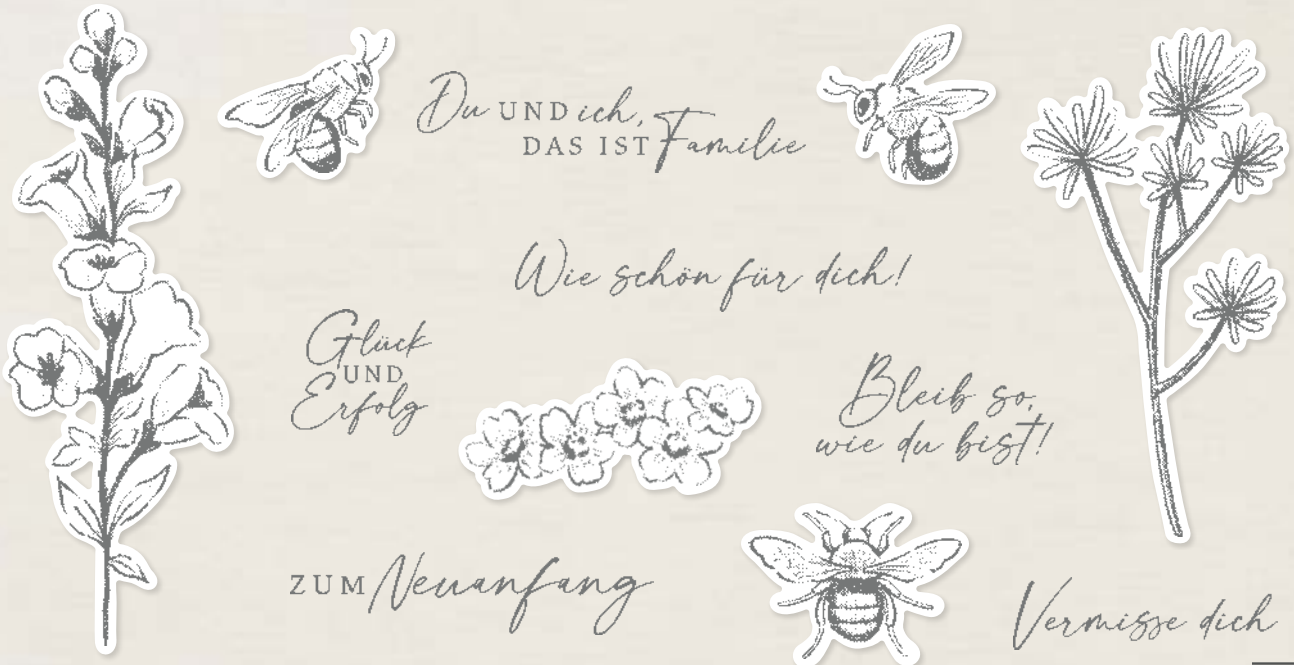 Du UND ich,
DAS IST Familie
Wie schön für dich!
Glück
UND
Erfolg
Bleib so,
wie du bist!
ZUM Neuanfang
Vermisse dich